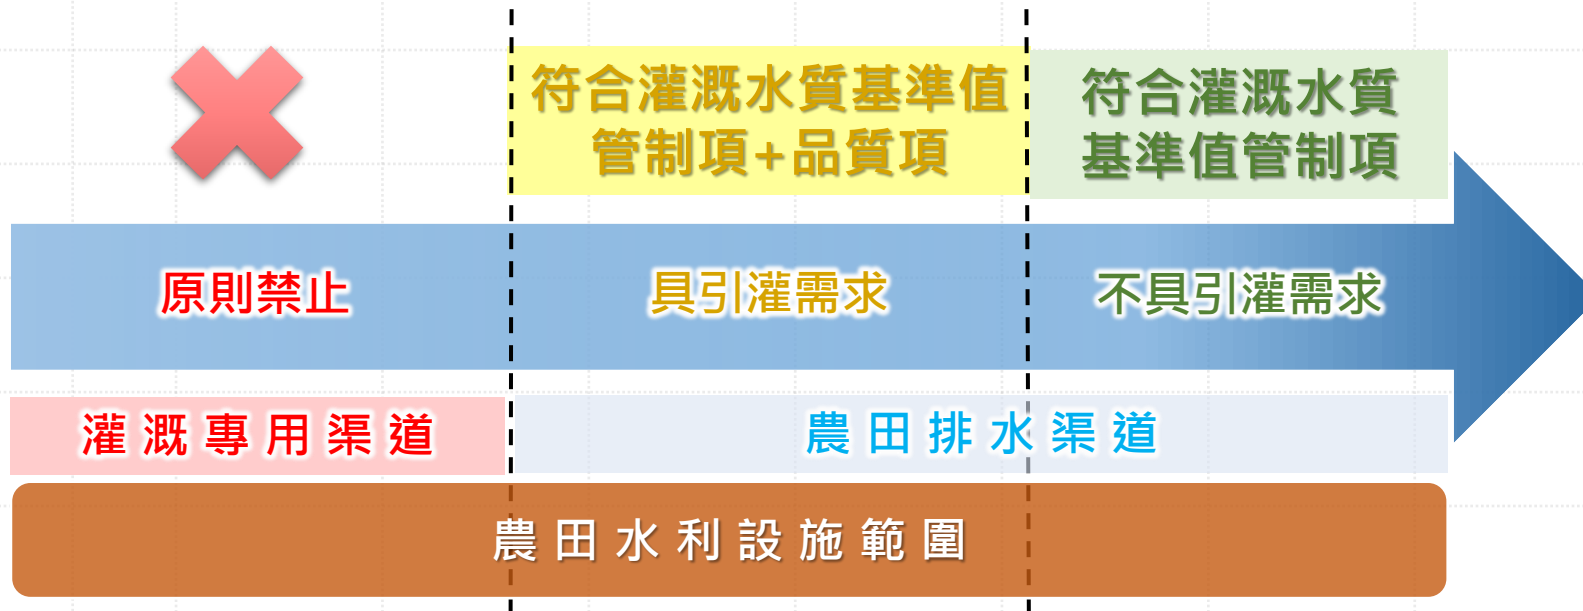 符合灌溉水質基準值
管制項+品質項
符合灌溉水質
基準值管制項
原則禁止
具引灌需求
不具引灌需求
灌溉專用渠道
農田排水渠道
農田水利設施範圍